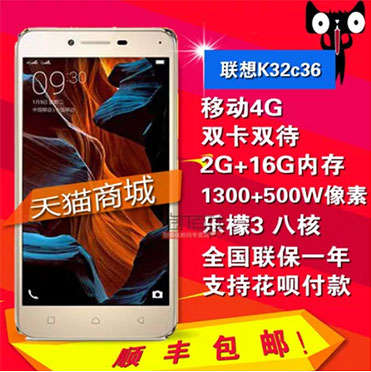 联想K32c36
移动4G
双卡双待
2G+16G内存
1300+500W像素
乐檬3 八核
全国联保一年
支持花呗付款
09:30
天猫商城
顺丰包邮!